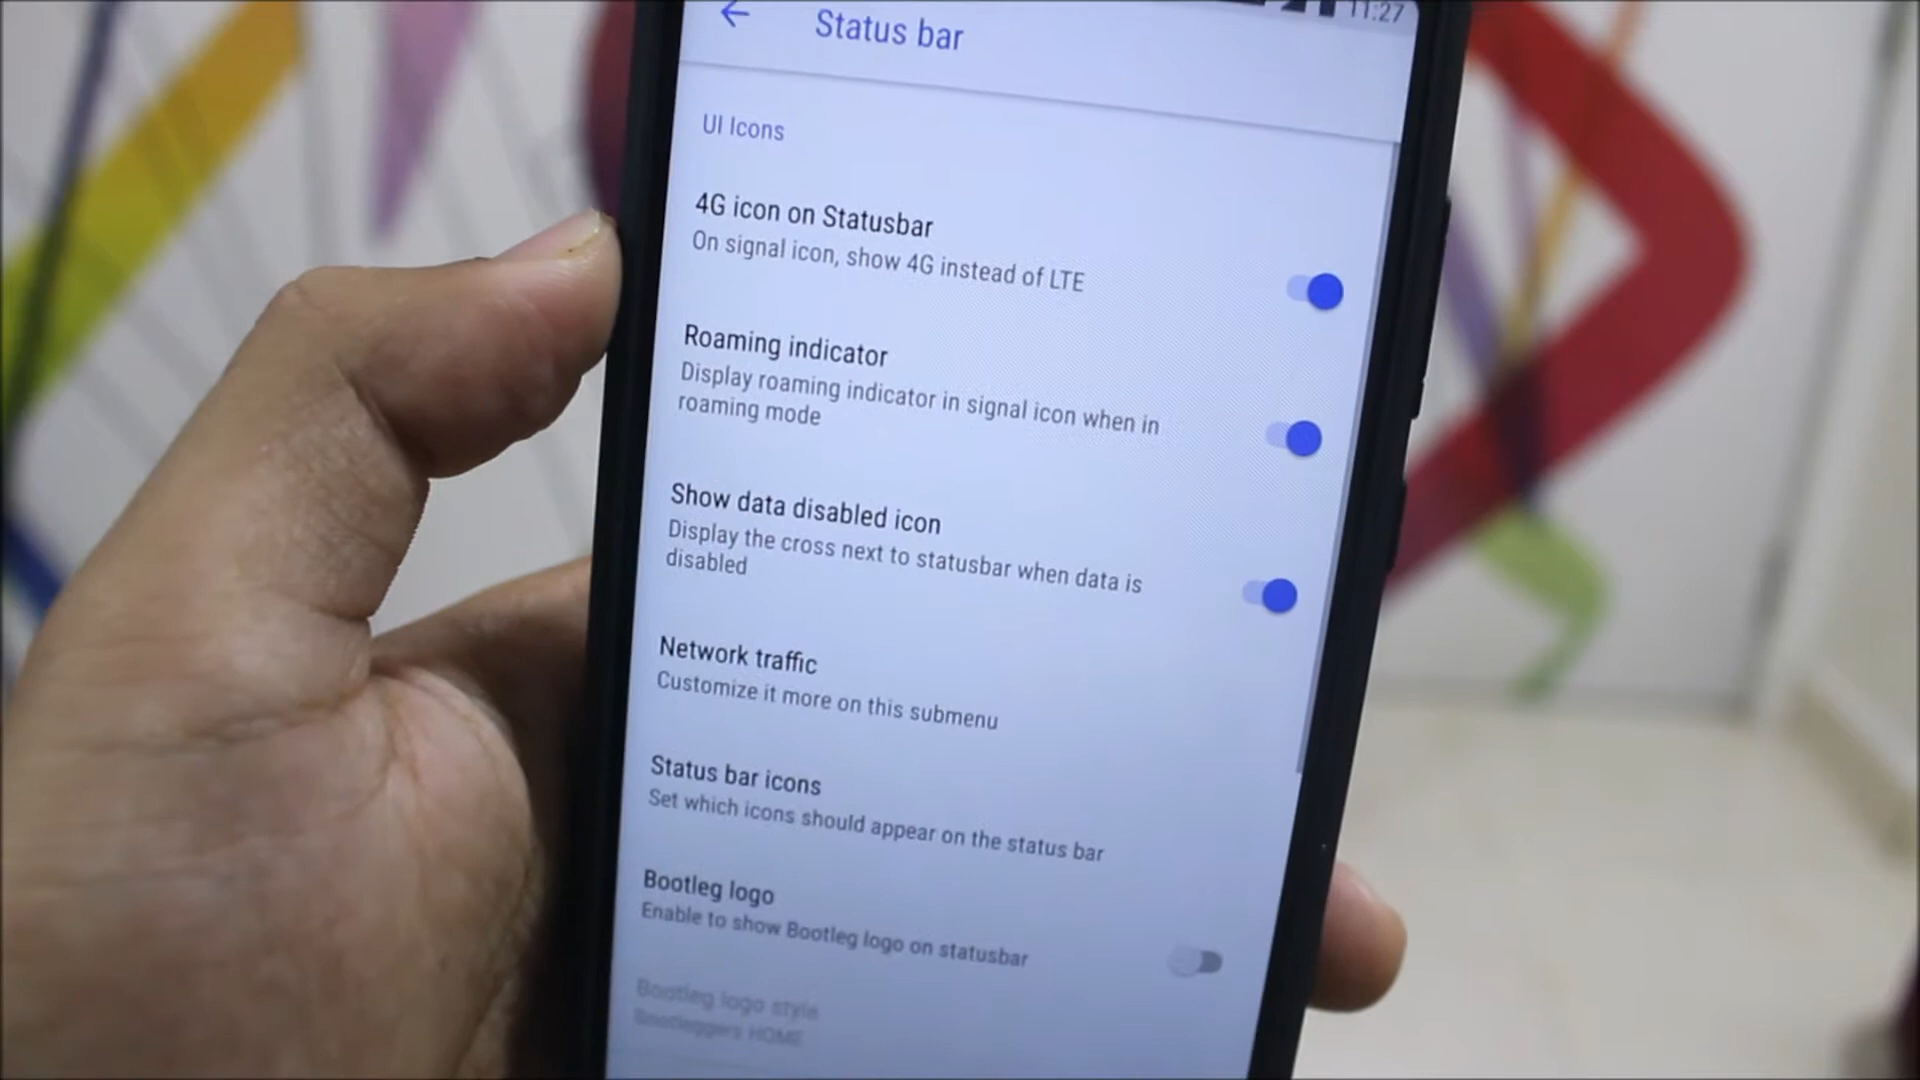 11:27
Status bar
UI Icons
4G icon on Statusbar
On signal icon, show 4G instead of LTE
Roaming indicator
Display roaming indicator in signal icon when in
roaming mode
Show data disabled icon
Display the cross next to statusbar when data is
disabled
Network traffic
Customize it more on this submenu
Status bar icons
Set which icons should appear on the status bar
Bootleg logo
Enable to show Bootleg logo on statusbar
Bootleg logo style
Bootleggers HOME